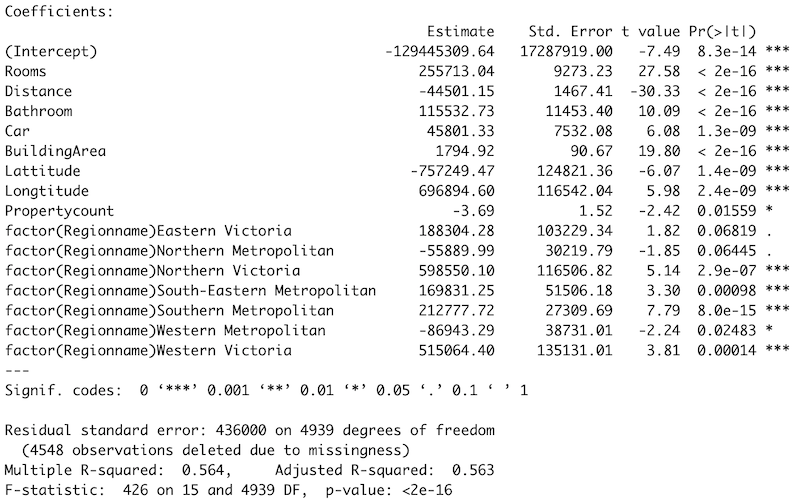 Coefficients:
Estimate Std. Error t value Pr(>|t|)
(Intercept) -129445309.64 17287919.00 -7.49 8.3e-14 ***
Rooms 255713.04 9273.23 27.58 < 2e-16 ***
Distance -44501.15 1467.41 -30.33 < 2e-16 ***
Bathroom 115532.73 11453.40 10.09 < 2e-16 ***
Car 45801.33 7532.08 6.08 1.3e-09 ***
BuildingArea 1794.92 90.67 19.80 < 2e-16 ***
Lattitude -757249.47 124821.36 -6.07 1.4e-09 ***
Longtitude 696894.60 116542.04 5.98 2.4e-09 ***
Propertycount -3.69 1.52 -2.42 0.01559 *
factor(Regionname)Eastern Victoria 188304.28 103229.34 1.82 0.06819 .
factor(Regionname)Northern Metropolitan -55889.99 30219.79 -1.85 0.06445 .
factor(Regionname)Northern Victoria 598550.10 116506.82 5.14 2.9e-07 ***
factor(Regionname)South-Eastern Metropolitan 169831.25 51506.18 3.30 0.00098 ***
factor(Regionname)Southern Metropolitan 212777.72 27309.69 7.79 8.0e-15 ***
factor(Regionname)Western Metropolitan -86943.29 38731.01 -2.24 0.02483 *
factor(Regionname)Western Victoria 515064.40 135131.01 3.81 0.00014 ***
---
Signif. codes: 0 ‘***’ 0.001 ‘**’ 0.01 ‘*’ 0.05 ‘.’ 0.1 ‘ ’ 1
Residual standard error: 436000 on 4939 degrees of freedom
(4548 observations deleted due to missingness)
Multiple R-squared: 0.564, Adjusted R-squared: 0.563
F-statistic: 426 on 15 and 4939 DF, p-value: <2e-16